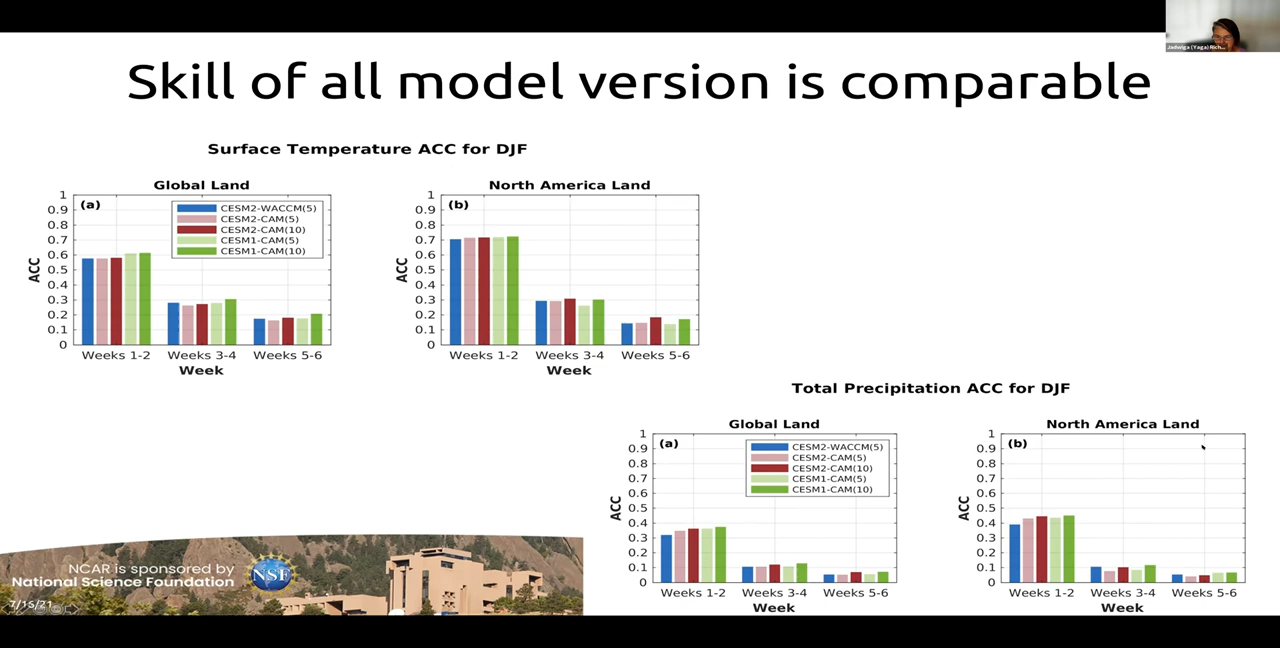 Jadwiga (Yaga) Rich...
Skill of all model version is comparable
Surface Temperature ACC for DJF
Global Land
(a)
CESM2-WACCM(5)
CESM2-CAM(5)
CESM2-CAM(10)
CESM1-CAM(5)
CESM1-CAM(10)
1
0.9
0.8
0.7
0.6
0.5
0.4
0.3
0.2
0.1
0
ACC
Weeks 1-2 Weeks 3-4 Weeks 5-6
Week
North America Land
(b)
1
0.9
0.8
0.7
0.6
0.5
0.4
0.3
0.2
0.1
0
ACC
Weeks 1-2 Weeks 3-4 Weeks 5-6
Week
Total Precipitation ACC for DJF
Global Land
(a)
CESM2-WACCM(5)
CESM2-CAM(5)
CESM2-CAM(10)
CESM1-CAM(5)
CESM1-CAM(10)
1
0.9
0.8
0.7
0.6
0.5
0.4
0.3
0.2
0.1
0
ACC
Weeks 1-2 Weeks 3-4 Weeks 5-6
Week
North America Land
(b)
1
0.9
0.8
0.7
0.6
0.5
0.4
0.3
0.2
0.1
0
ACC
Weeks 1-2 Weeks 3-4 Weeks 5-6
Week
NCAR is sponsored by
National Science Foundation
NSF
7/16/21